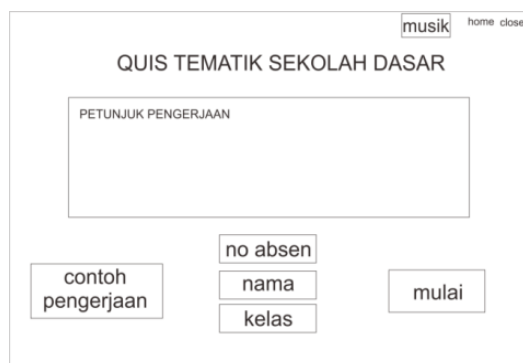 musik home close
QUIS TEMATIK SEKOLAH DASAR
PETUNJUK PENGERJAAN
no absen
contoh
pengerjaan
nama
kelas
mulai